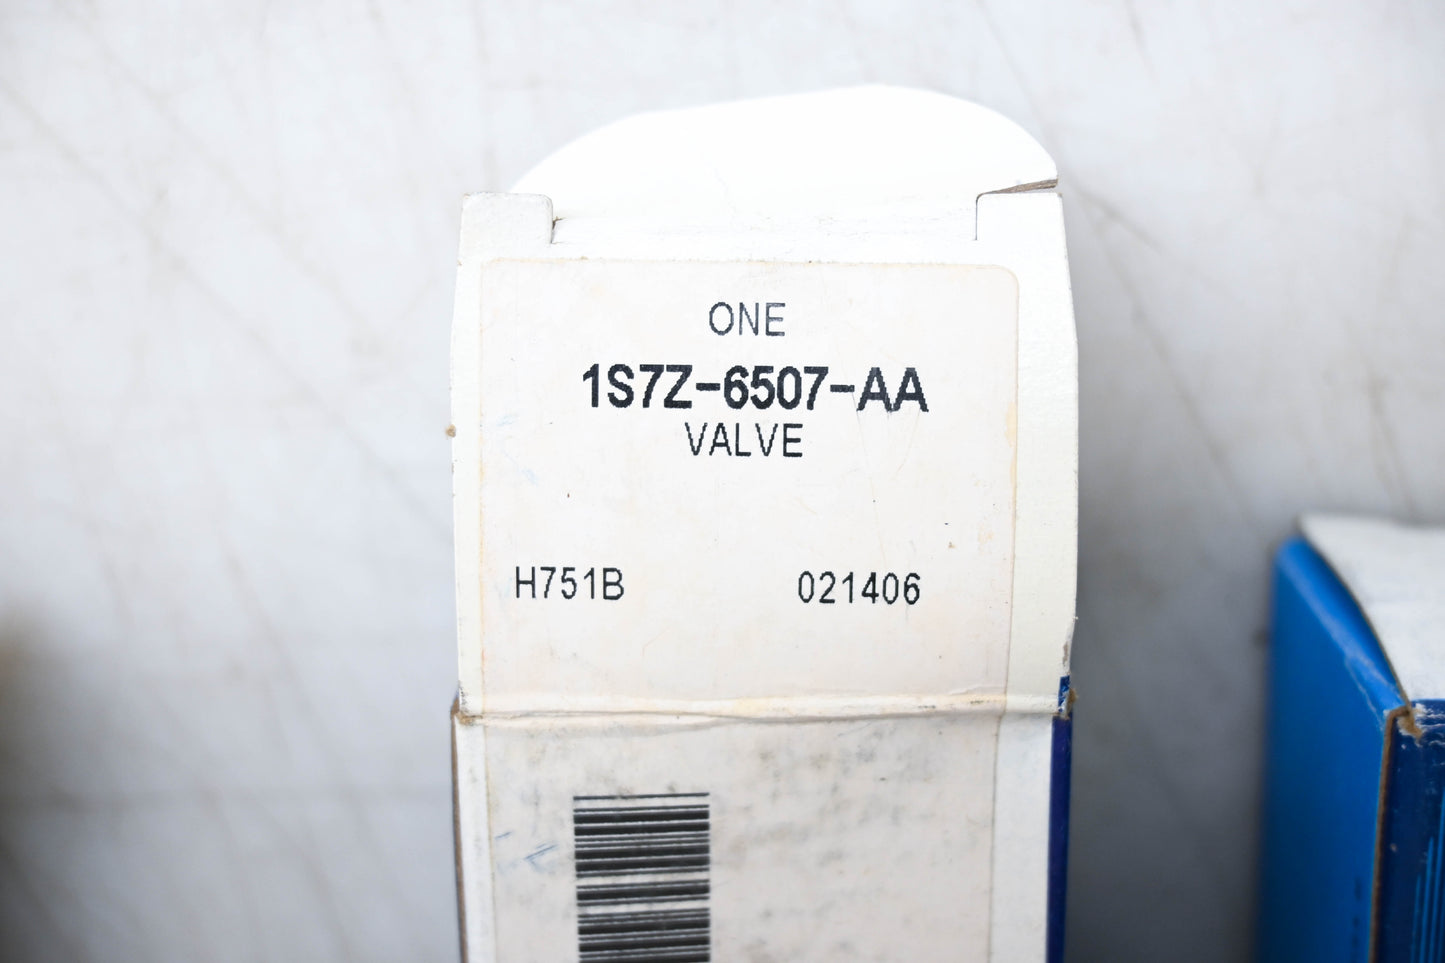 ONE
1S7Z-6507-AA
VALVE
H751B 021406